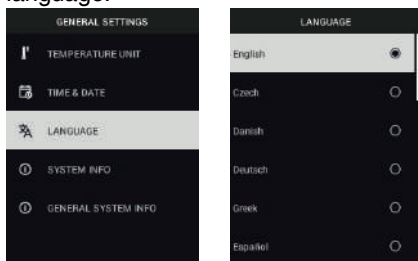 language.
GENERAL SETTINGS
TEMPERATURE UNIT
TIME & DATE
LANGUAGE
SYSTEM INFO
GENERAL SYSTEM INFO
LANGUAGE
English
Czech
Danish
Deutsch
Greek
Español